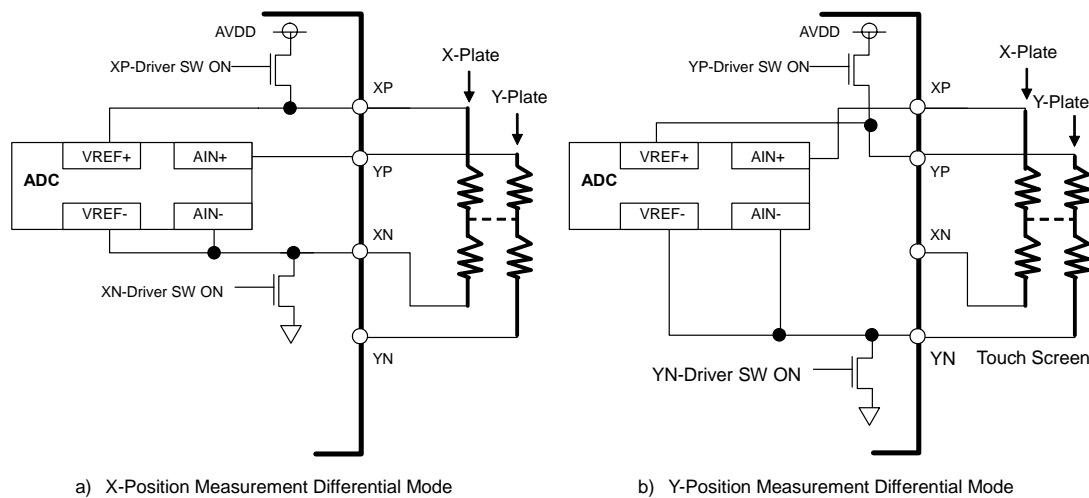 AVDD
XP-Driver SW ON
X-Plate
XP
Y-Plate
VREF+
AIN+
ADC
YP
VREF-
AIN-
XN
XN-Driver SW ON
YN
a) X-Position Measurement Differential Mode
AVDD
YP-Driver SW ON
X-Plate
XP
Y-Plate
VREF+
AIN+
ADC
YP
VREF-
AIN-
XN
YN
Touch Screen
YN-Driver SW ON
b) Y-Position Measurement Differential Mode